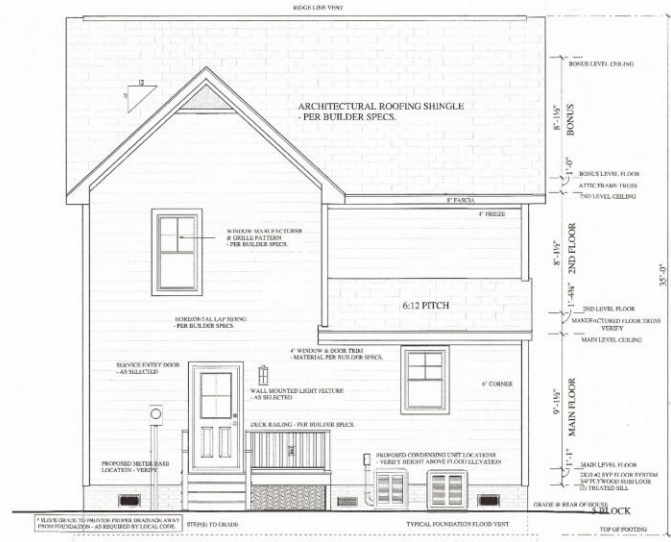 RIDGE LINE VENT
12
ARCHITECTURAL ROOFING SHINGLE
- PER BUILDER SPECS.
BONUS LEVEL CEILING
8'-1½"
BONUS
1'-0"
BONUS LEVEL FLOOR
ATTIC FRAME TRUSS
2ND LEVEL CEILING
8" FASCIA
4" FRIEZE
WINDOW MANUFACTURER
& GRILLE PATTERN
- PER BUILDER SPECS.
8'-1½"
2ND FLOOR
35'-0"
HORIZONTAL LAP SIDING
- PER BUILDER SPECS.
6:12 PITCH
1'-4¾"
2ND LEVEL FLOOR
MANUFACTURED FLOOR TRUSS
VERIFY
MAIN LEVEL CEILING
4" WINDOW & DOOR TRIM
- MATERIAL PER BUILDER SPECS.
SERVICE ENTRY DOOR
- AS SELECTED
WALL MOUNTED LIGHT FIXTURE
- AS SELECTED
6" CORNER
9'-1½"
MAIN FLOOR
DECK RAILING - PER BUILDER SPECS.
PROPOSED METER BASE
LOCATION - VERIFY
PROPOSED CONDENSING UNIT LOCATIONS
- VERIFY HEIGHT ABOVE FLOOD ELEVATION
1'-1"
MAIN LEVEL FLOOR
2X10 #2 SYP FLOOR SYSTEM
3/4" PLYWOOD SUBFLOOR
(2) TREATED SILL
GRADE @ REAR OF HOUSE
BLOCK
* SLOPE GRADE TO PROVIDE PROPER DRAINAGE AWAY
FROM FOUNDATION - AS REQUIRED BY LOCAL CODE
STEP(S) TO GRADE
TYPICAL FOUNDATION FLOOD VENT
TOP OF FOOTING